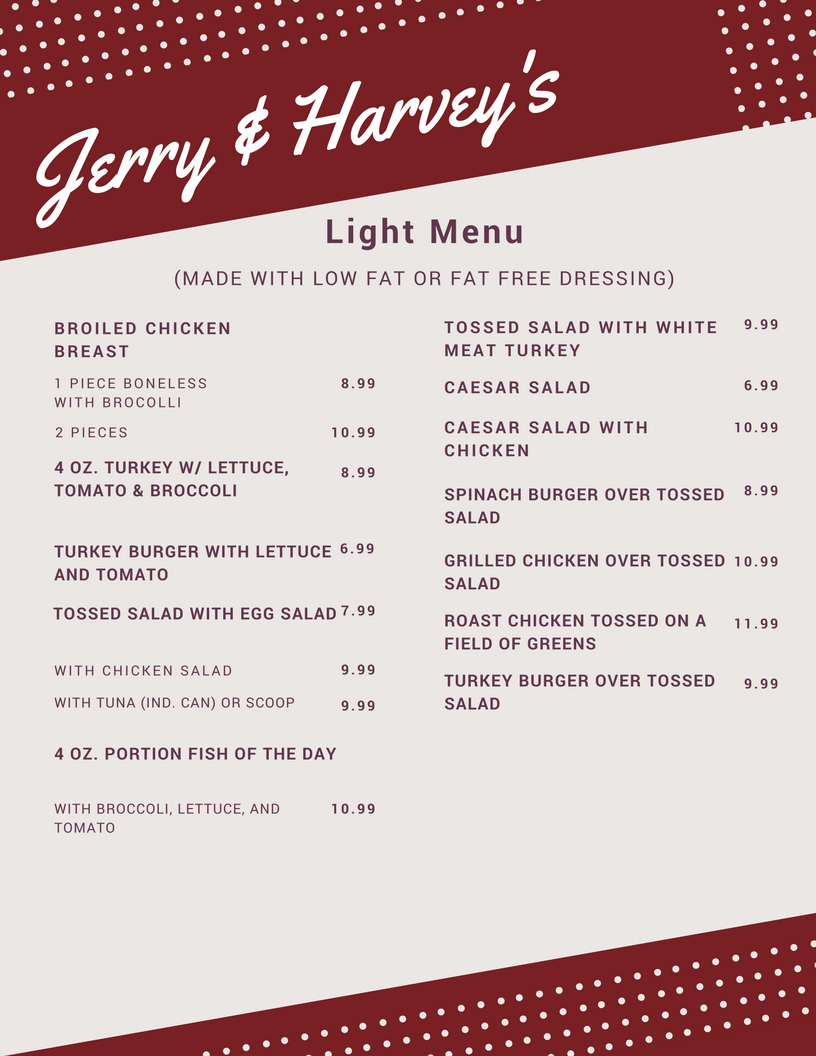 Jerry & Harvey's
Light Menu
(MADE WITH LOW FAT OR FAT FREE DRESSING)
BROILED CHICKEN
BREAST
1 PIECE BONELESS 8.99
WITH BROCOLLI
2 PIECES 10.99
4 OZ. TURKEY W/ LETTUCE, 8.99
TOMATO & BROCCOLI
TURKEY BURGER WITH LETTUCE 6.99
AND TOMATO
TOSSED SALAD WITH EGG SALAD 7.99
WITH CHICKEN SALAD 9.99
WITH TUNA (IND. CAN) OR SCOOP 9.99
4 OZ. PORTION FISH OF THE DAY
WITH BROCCOLI, LETTUCE, AND 10.99
TOMATO
TOSSED SALAD WITH WHITE 9.99
MEAT TURKEY
CAESAR SALAD 6.99
CAESAR SALAD WITH 10.99
CHICKEN
SPINACH BURGER OVER TOSSED 8.99
SALAD
GRILLED CHICKEN OVER TOSSED 10.99
SALAD
ROAST CHICKEN TOSSED ON A 11.99
FIELD OF GREENS
TURKEY BURGER OVER TOSSED 9.99
SALAD